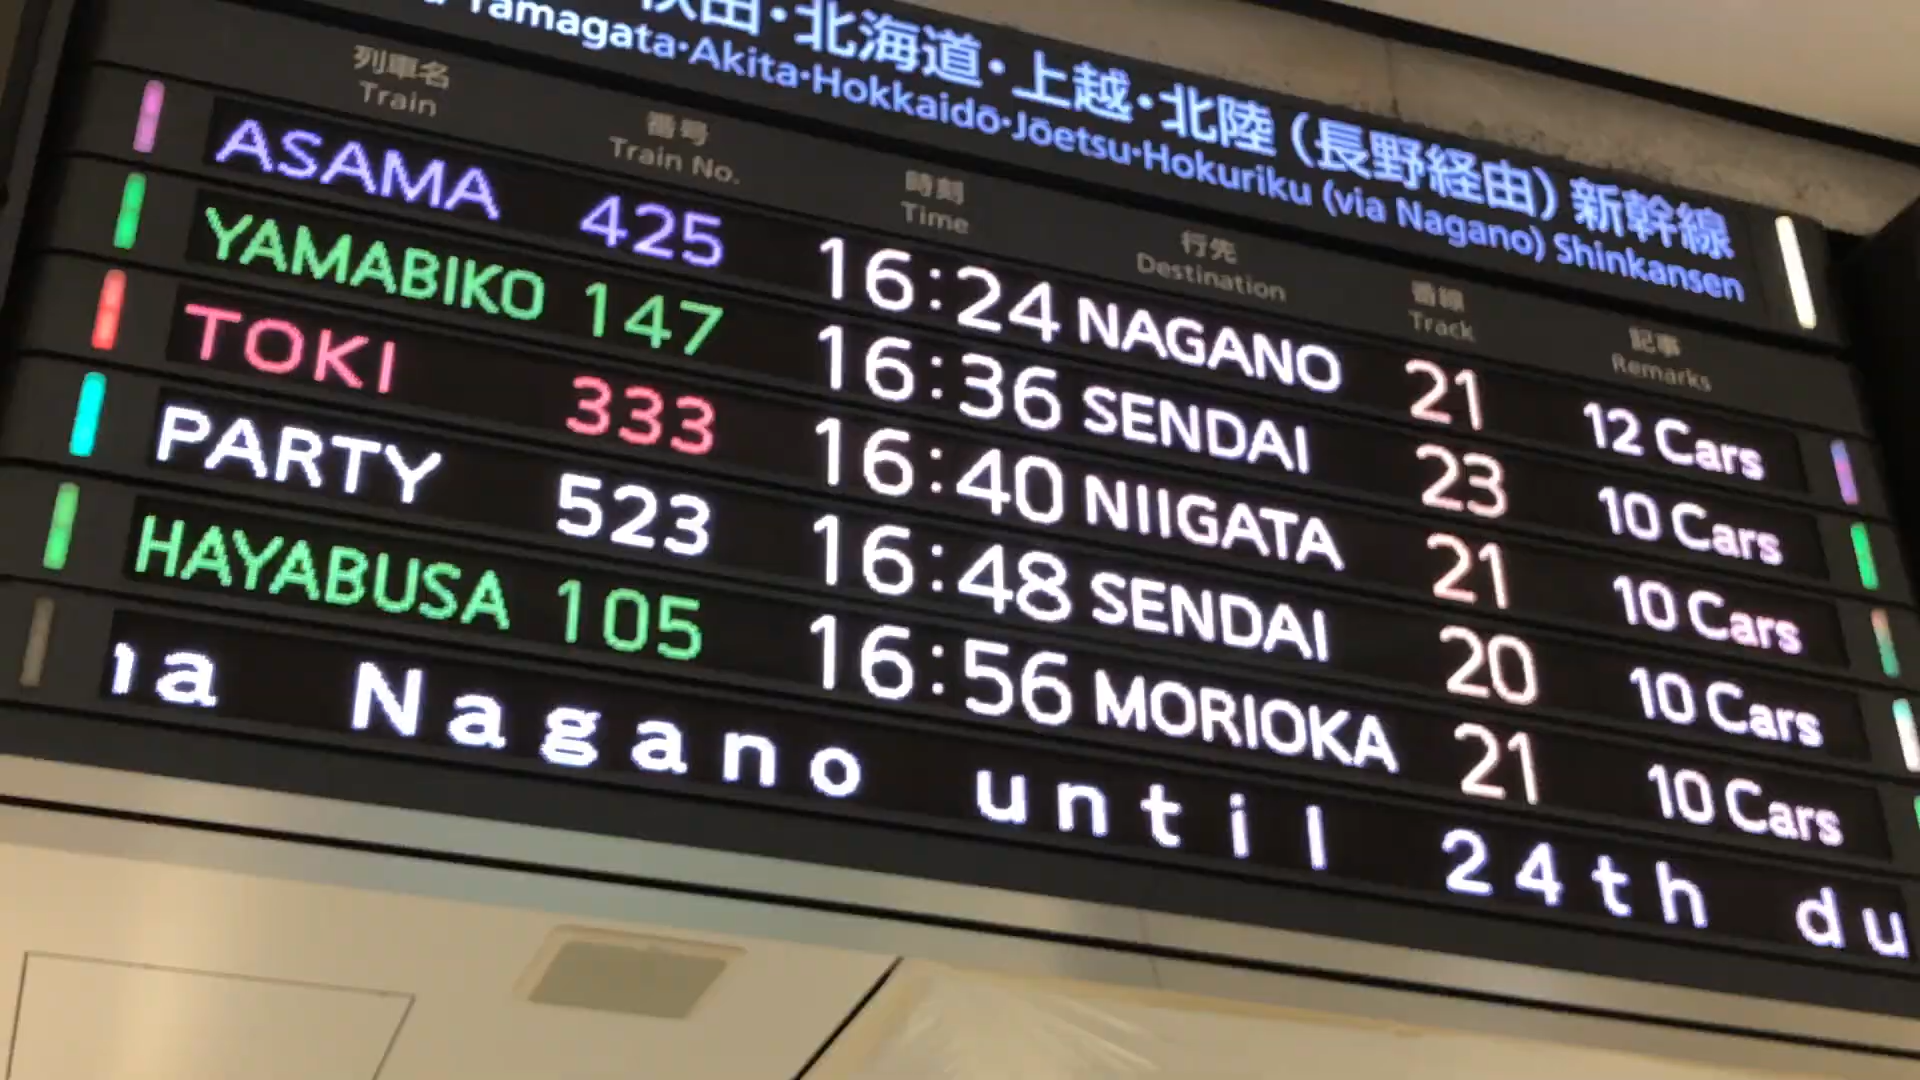 秋田・北海道・上越・北陸(長野経由)新幹線
Yamagata・Akita・Hokkaidō・Jōetsu・Hokuriku (via Nagano) Shinkansen
列車名 番号 時刻 行先 番線 記事
Train Train No. Time Destination Track Remarks
ASAMA 425 16:24 NAGANO 21 12 Cars
YAMABIKO 147 16:36 SENDAI 23 10 Cars
TOKI 333 16:40 NIIGATA 21 10 Cars
PARTY 523 16:48 SENDAI 20 10 Cars
HAYABUSA 105 16:56 MORIOKA 21 10 Cars
ia Nagano until 24th du